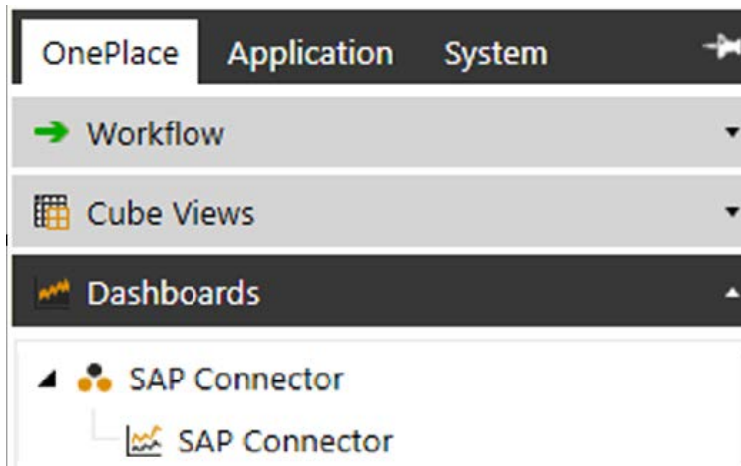 OnePlace Application System
Workflow
Cube Views
Dashboards
SAP Connector
SAP Connector